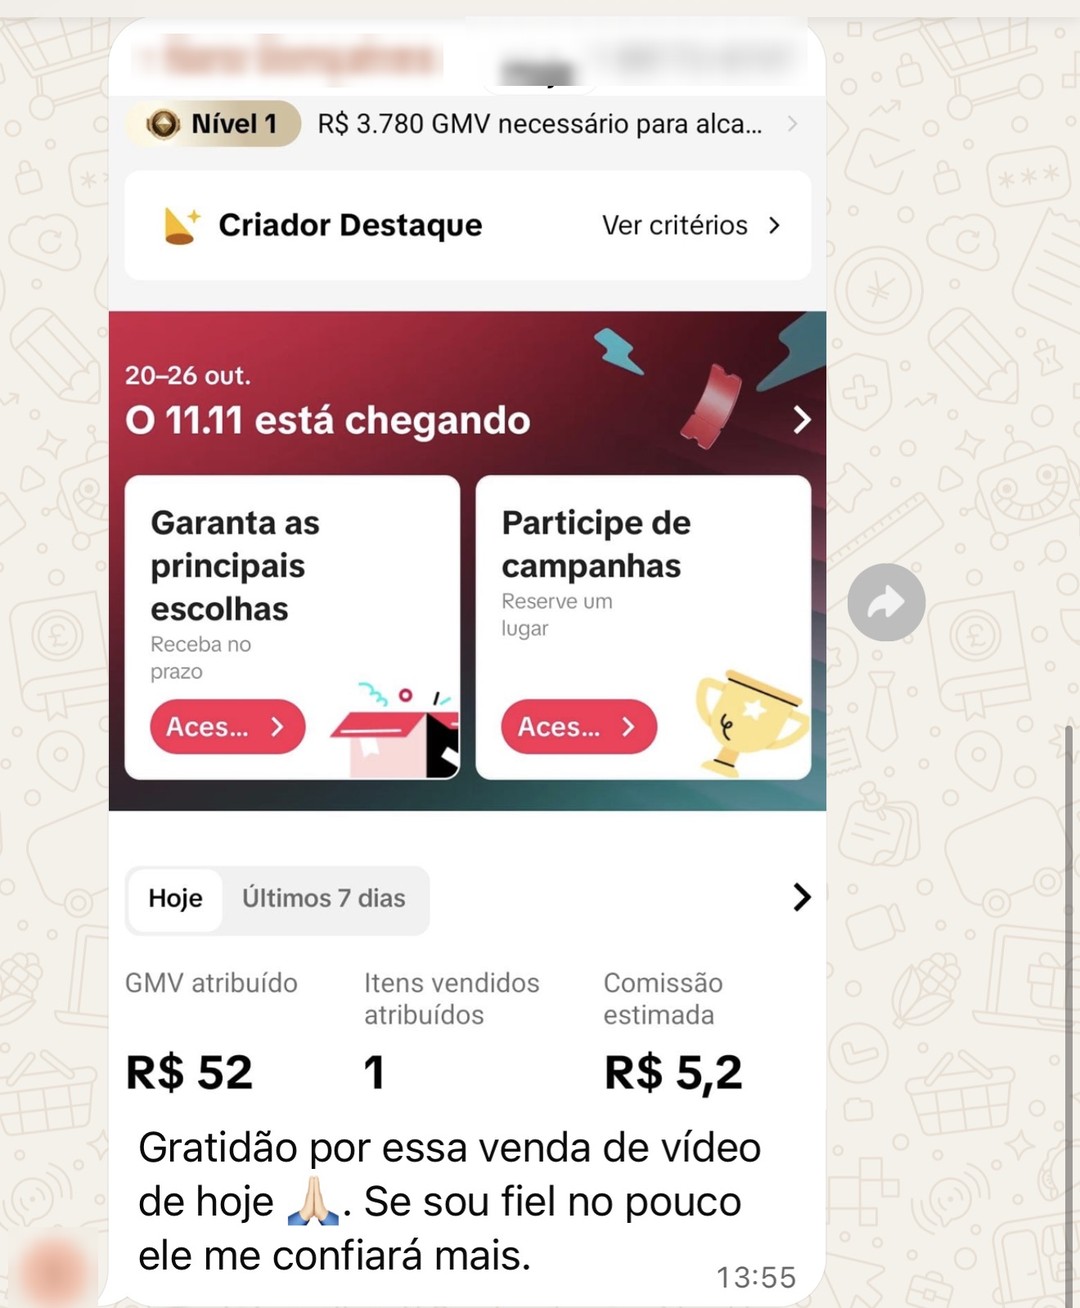 Nível 1 R$ 3.780 GMV necessário para alca...
Criador Destaque Ver critérios
20–26 out.
O 11.11 está chegando
Garanta as
principais
escolhas
Receba no
prazo
Aces...
Participe de
campanhas
Reserve um
lugar
Aces...
Hoje Últimos 7 dias
GMV atribuído
R$ 52
Itens vendidos
atribuídos
1
Comissão
estimada
R$ 5,2
Gratidão por essa venda de vídeo
de hoje 🙏🏻. Se sou fiel no pouco
ele me confiará mais.
13:55